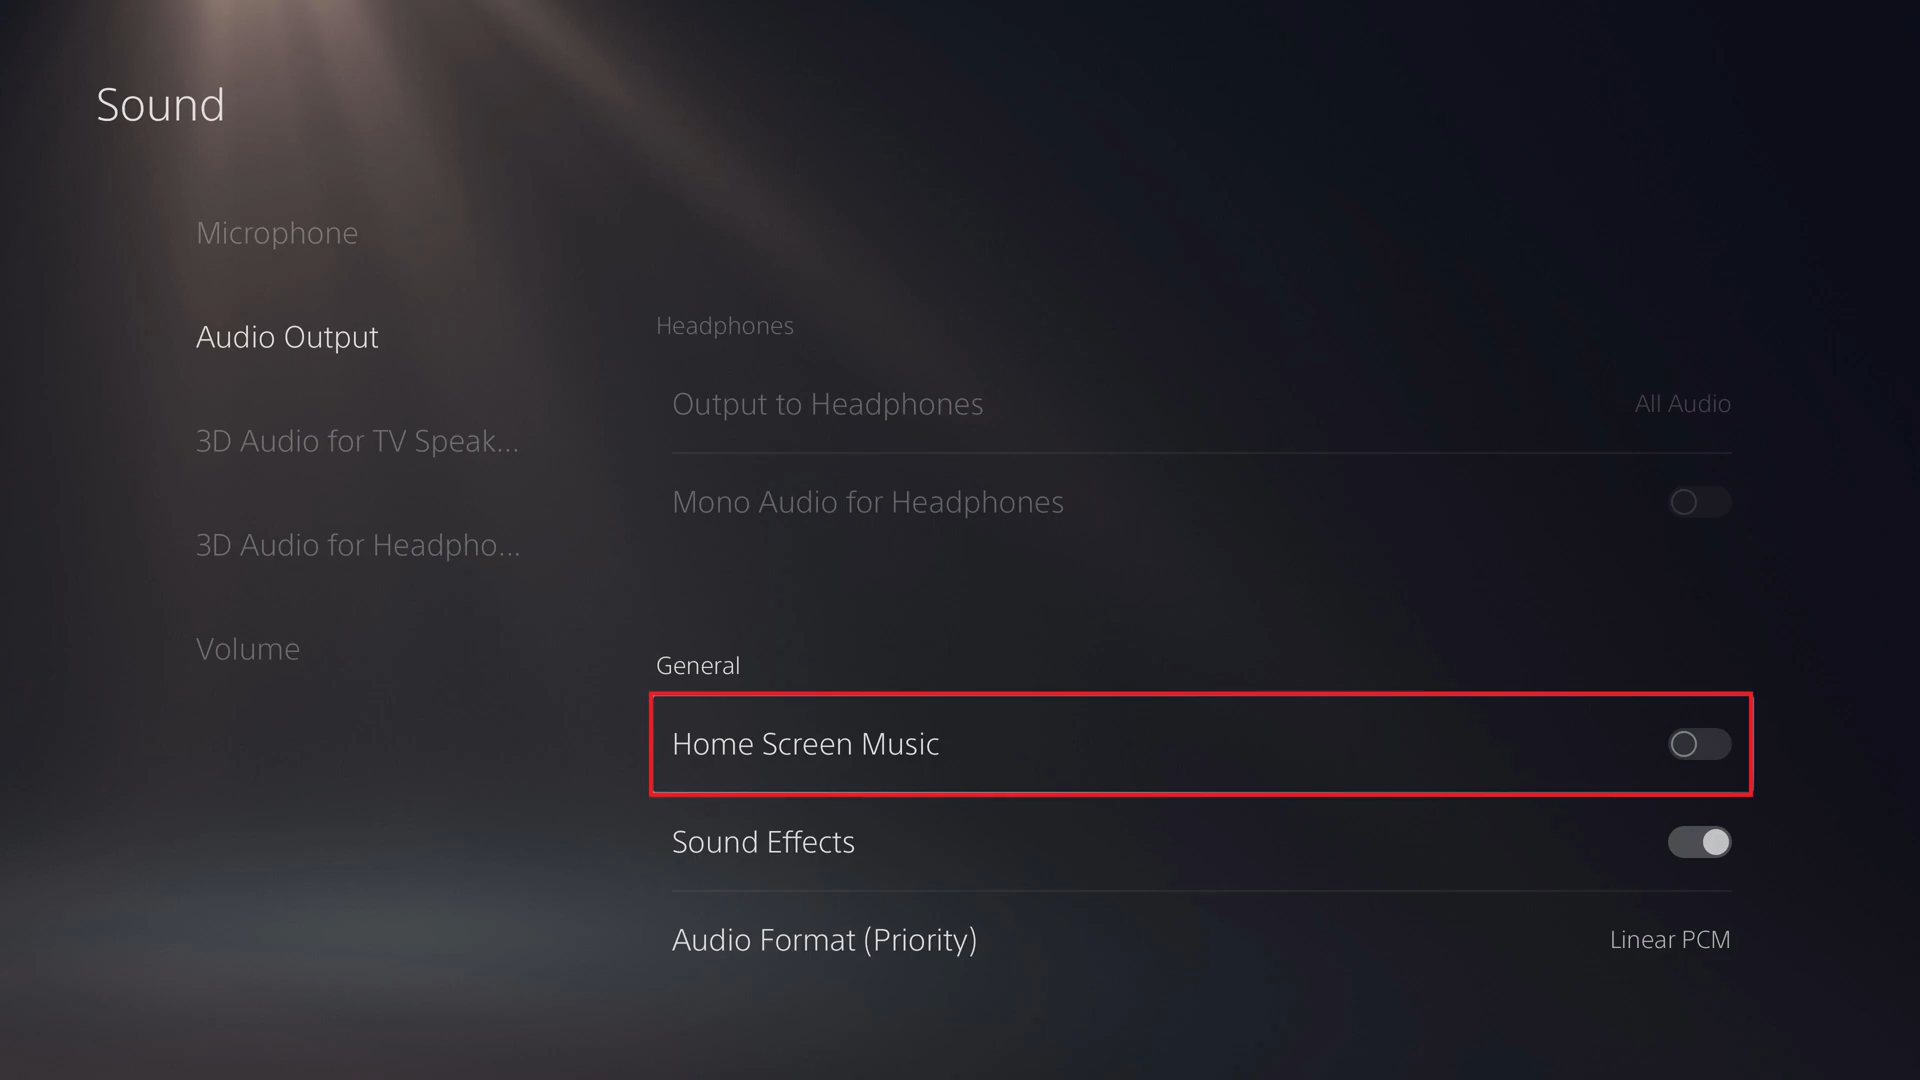 Sound
Microphone
Audio Output
3D Audio for TV Speak...
3D Audio for Headpho...
Volume
Headphones
Output to Headphones All Audio
Mono Audio for Headphones
General
Home Screen Music
Sound Effects
Audio Format (Priority) Linear PCM